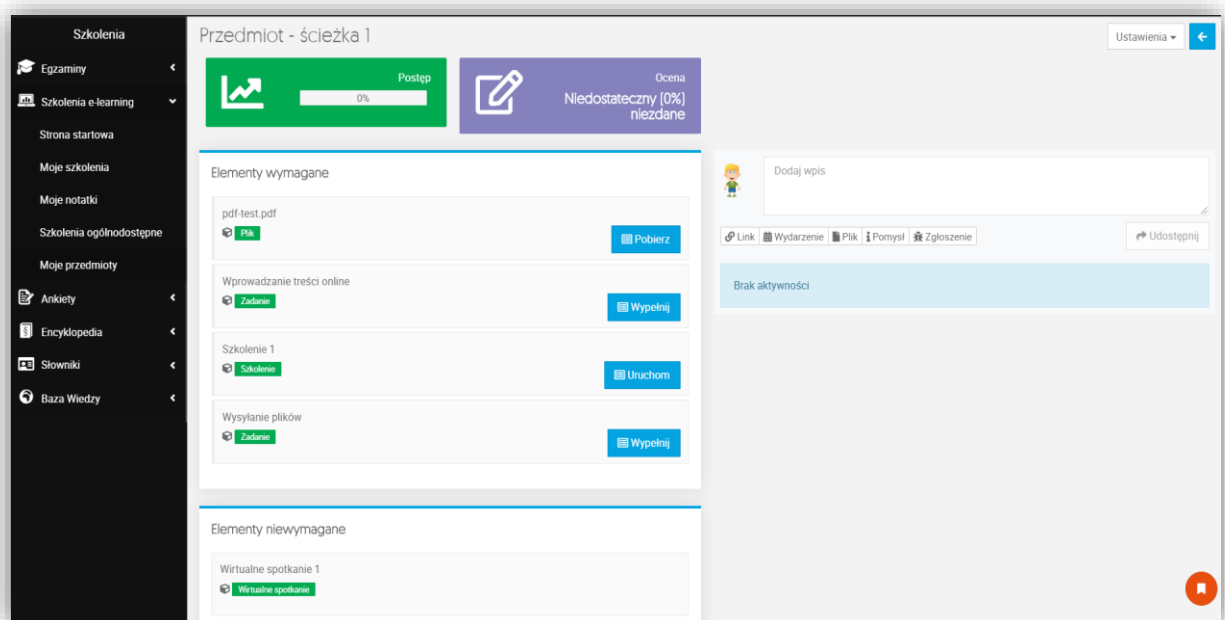 Szkolenia
Egzaminy
Szkolenia e-learning
Strona startowa
Moje szkolenia
Moje notatki
Szkolenia ogólnodostępne
Moje przedmioty
Ankiety
Encyklopedia
Słowniki
Baza Wiedzy
Przedmiot - ścieżka 1
Ustawienia
Postęp
0%
Ocena
Niedostateczny (0%)
niezdane
Elementy wymagane
pdf-test.pdf
Plik
Pobierz
Wprowadzanie treści online
Zadanie
Wypełnij
Szkolenie 1
Szkolenie
Uruchom
Wysyłanie plików
Zadanie
Wypełnij
Elementy niewymagane
Wirtualne spotkanie 1
Wirtualne spotkanie
Dodaj wpis
Link Wydarzenie Plik Pomysł Zgłoszenie
Udostępnij
Brak aktywności